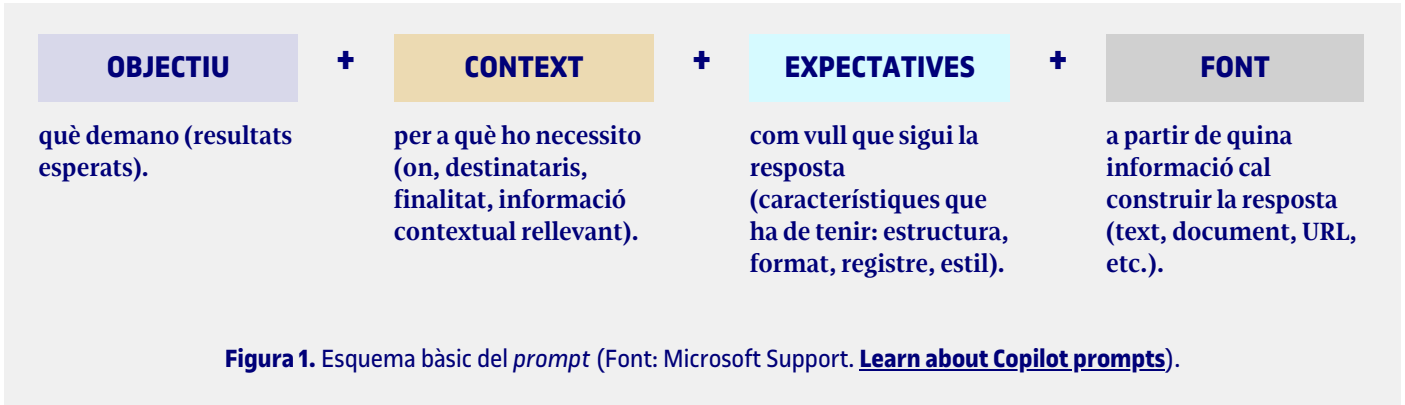 OBJECTIU + CONTEXT + EXPECTATIVES + FONT
què demano (resultats
esperats).
per a què ho necessito
(on, destinataris,
finalitat, informació
contextual rellevant).
com vull que sigui la
resposta
(característiques que
ha de tenir: estructura,
format, registre, estil).
a partir de quina
informació cal
construir la resposta
(text, document, URL,
etc.).
Figura 1. Esquema bàsic del prompt (Font: Microsoft Support. Learn about Copilot prompts).